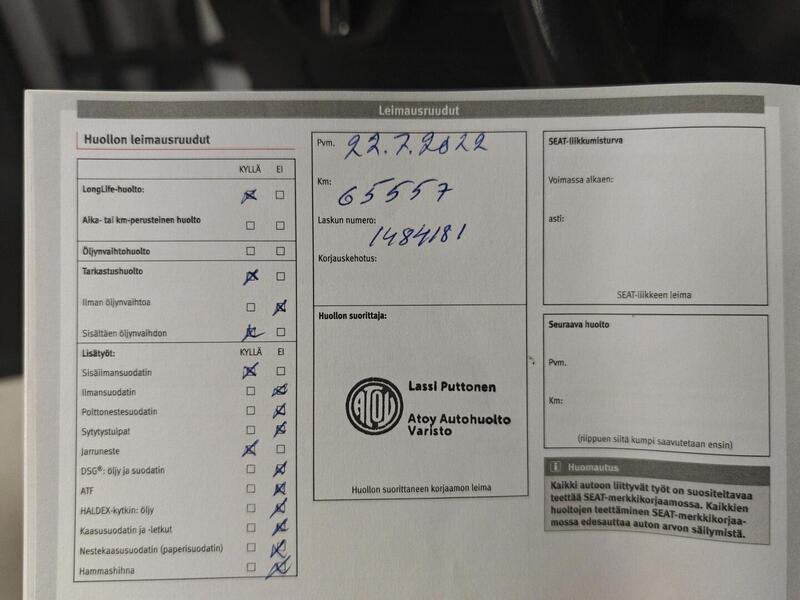 Leimausruudut
Huollon leimausruudut
KYLLÄ EI
LongLife-huolto:
Aika- tai km-perusteinen huolto
Öljynvaihtohuolto
Tarkastushuolto
Ilman öljynvaihtoa
Sisältäen öljynvaihdon
Lisätyöt: KYLLÄ EI
Sisäilmansuodatin
Ilmansuodatin
Polttonestesuodatin
Sytytystulpat
Jarruneste
DSG®: öljy ja suodatin
ATF
HALDEX-kytkin: öljy
Kaasusuodatin ja -letkut
Nestekaasusuodatin (paperisuodatin)
Hammashihna
Pvm. 22.7.2022
Km: 65557
Laskun numero:
1484181
Korjauskehotus:
Huollon suorittaja:
ATOY
Lassi Puttonen
Atoy Autohuolto
Varisto
Huollon suorittaneen korjaamon leima
SEAT-liikkumisturva
Voimassa alkaen:
asti:
SEAT-liikkeen leima
Seuraava huolto
Pvm.
Km:
(riippuen siitä kumpi saavutetaan ensin)
i Huomautus
Kaikki autoon liittyvät työt on suositeltavaa
teettää SEAT-merkkikorjaamossa. Kaikkien
huoltojen teettäminen SEAT-merkkikorjaa-
mossa edesauttaa auton arvon säilymistä.